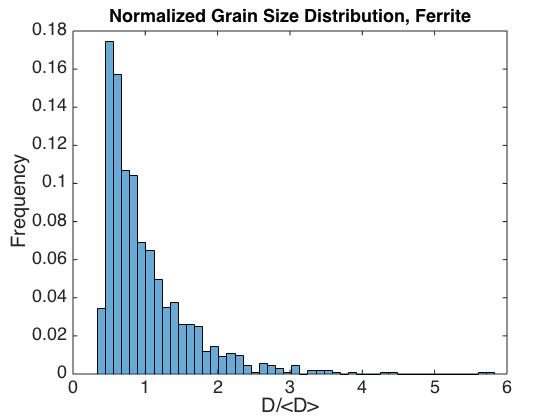 Normalized Grain Size Distribution, Ferrite
0.18
0.16
0.14
0.12
0.1
0.08
0.06
0.04
0.02
0
Frequency
0 1 2 3 4 5 6
D/<D>